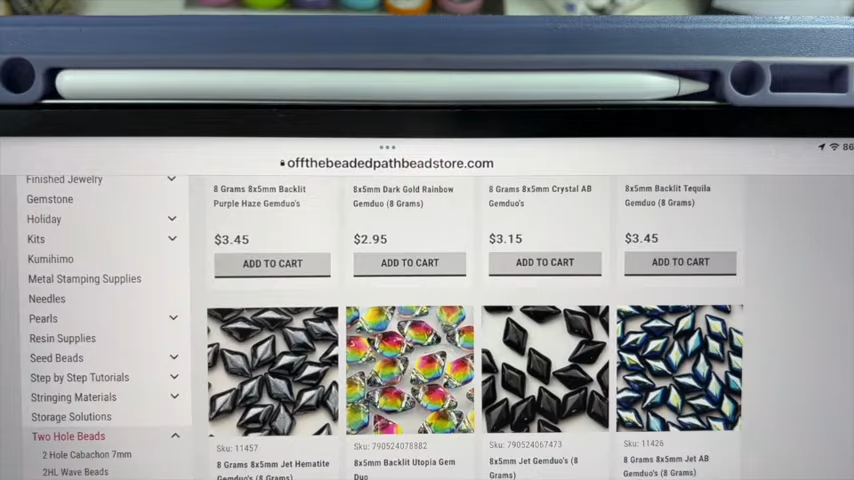 offthebeadedpathbeadstore.com
86
Finished Jewelry
Gemstone
Holiday
Kits
Kumihimo
Metal Stamping Supplies
Needles
Pearls
Resin Supplies
Seed Beads
Step by Step Tutorials
Stringing Materials
Storage Solutions
Two Hole Beads
2 Hole Cabachon 7mm
2HL Wave Beads
8 Grams 8x5mm Backlit
Purple Haze Gemduo's
$3.45
ADD TO CART
8x5mm Dark Gold Rainbow
Gemduo (8 Grams)
$2.95
ADD TO CART
8 Grams 8x5mm Crystal AB
Gemduo's
$3.15
ADD TO CART
8x5mm Backlit Tequila
Gemduo (8 Grams)
$3.45
ADD TO CART
Sku: 11457
8 Grams 8x5mm Jet Hematite
Gemduo's (8 Grams)
Sku: 790524078882
8x5mm Backlit Utopia Gem
Duo
Sku: 790524067473
8x5mm Jet Gemduo's (8
Grams)
Sku: 11426
8 Grams 8x5mm Jet AB
Gemduo's (8 Grams)